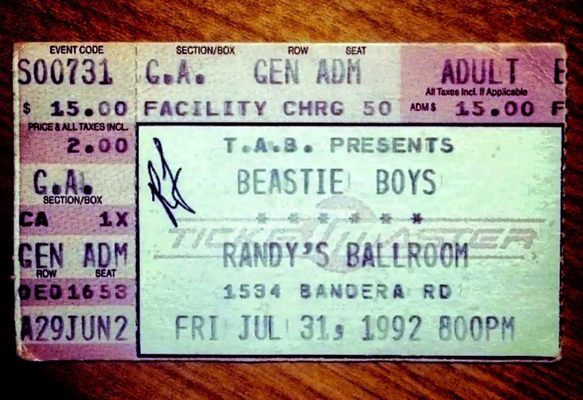 EVENT CODE SECTION/BOX ROW SEAT
S00731 G.A. GEN ADM ADULT
All Taxes Incl. If Applicable
$ 15.00 FACILITY CHRG 50 ADM$ 15.00
PRICE & ALL TAXES INCL.
2.00 T.A.B. PRESENTS
G.A. BEASTIE BOYS
SECTION/BOX
CA 1X ******
TICKETMASTER
GEN ADM RANDY'S BALLROOM
ROW SEAT
DEO1653 1534 BANDERA RD
A29JUN2 FRI JUL 31, 1992 800PM